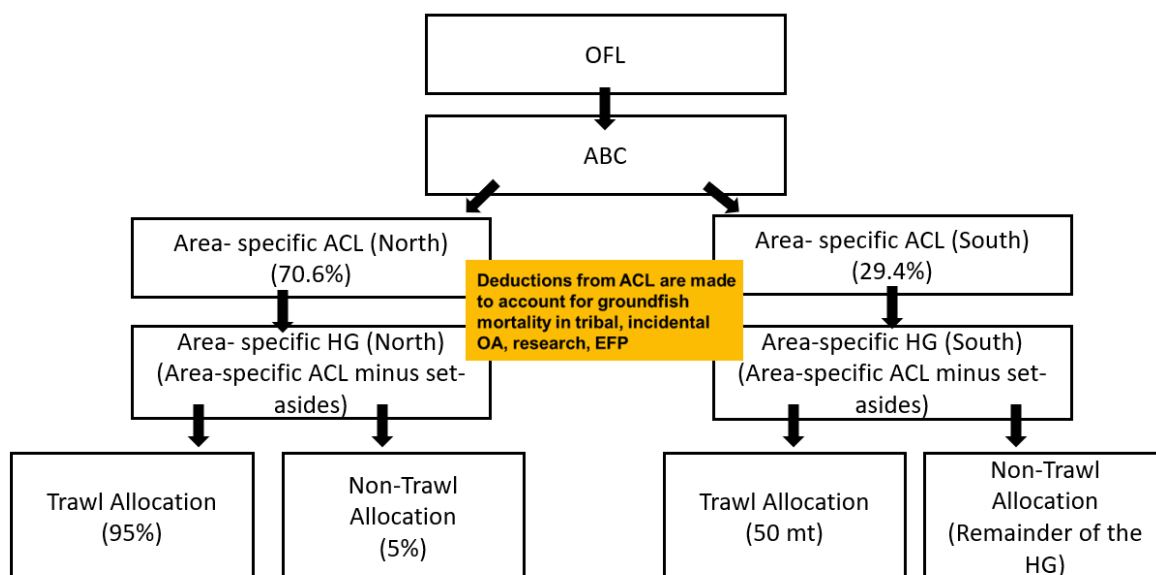 OFL
ABC
Area- specific ACL (North)
(70.6%)
Area- specific ACL (South)
(29.4%)
Deductions from ACL are made
to account for groundfish
mortality in tribal, incidental
OA, research, EFP
Area- specific HG (North)
(Area-specific ACL minus set-
asides)
Area-specific HG (South)
(Area-specific ACL minus set-
asides)
Trawl Allocation
(95%)
Non-Trawl
Allocation
(5%)
Trawl Allocation
(50 mt)
Non-Trawl
Allocation
(Remainder of the
HG)